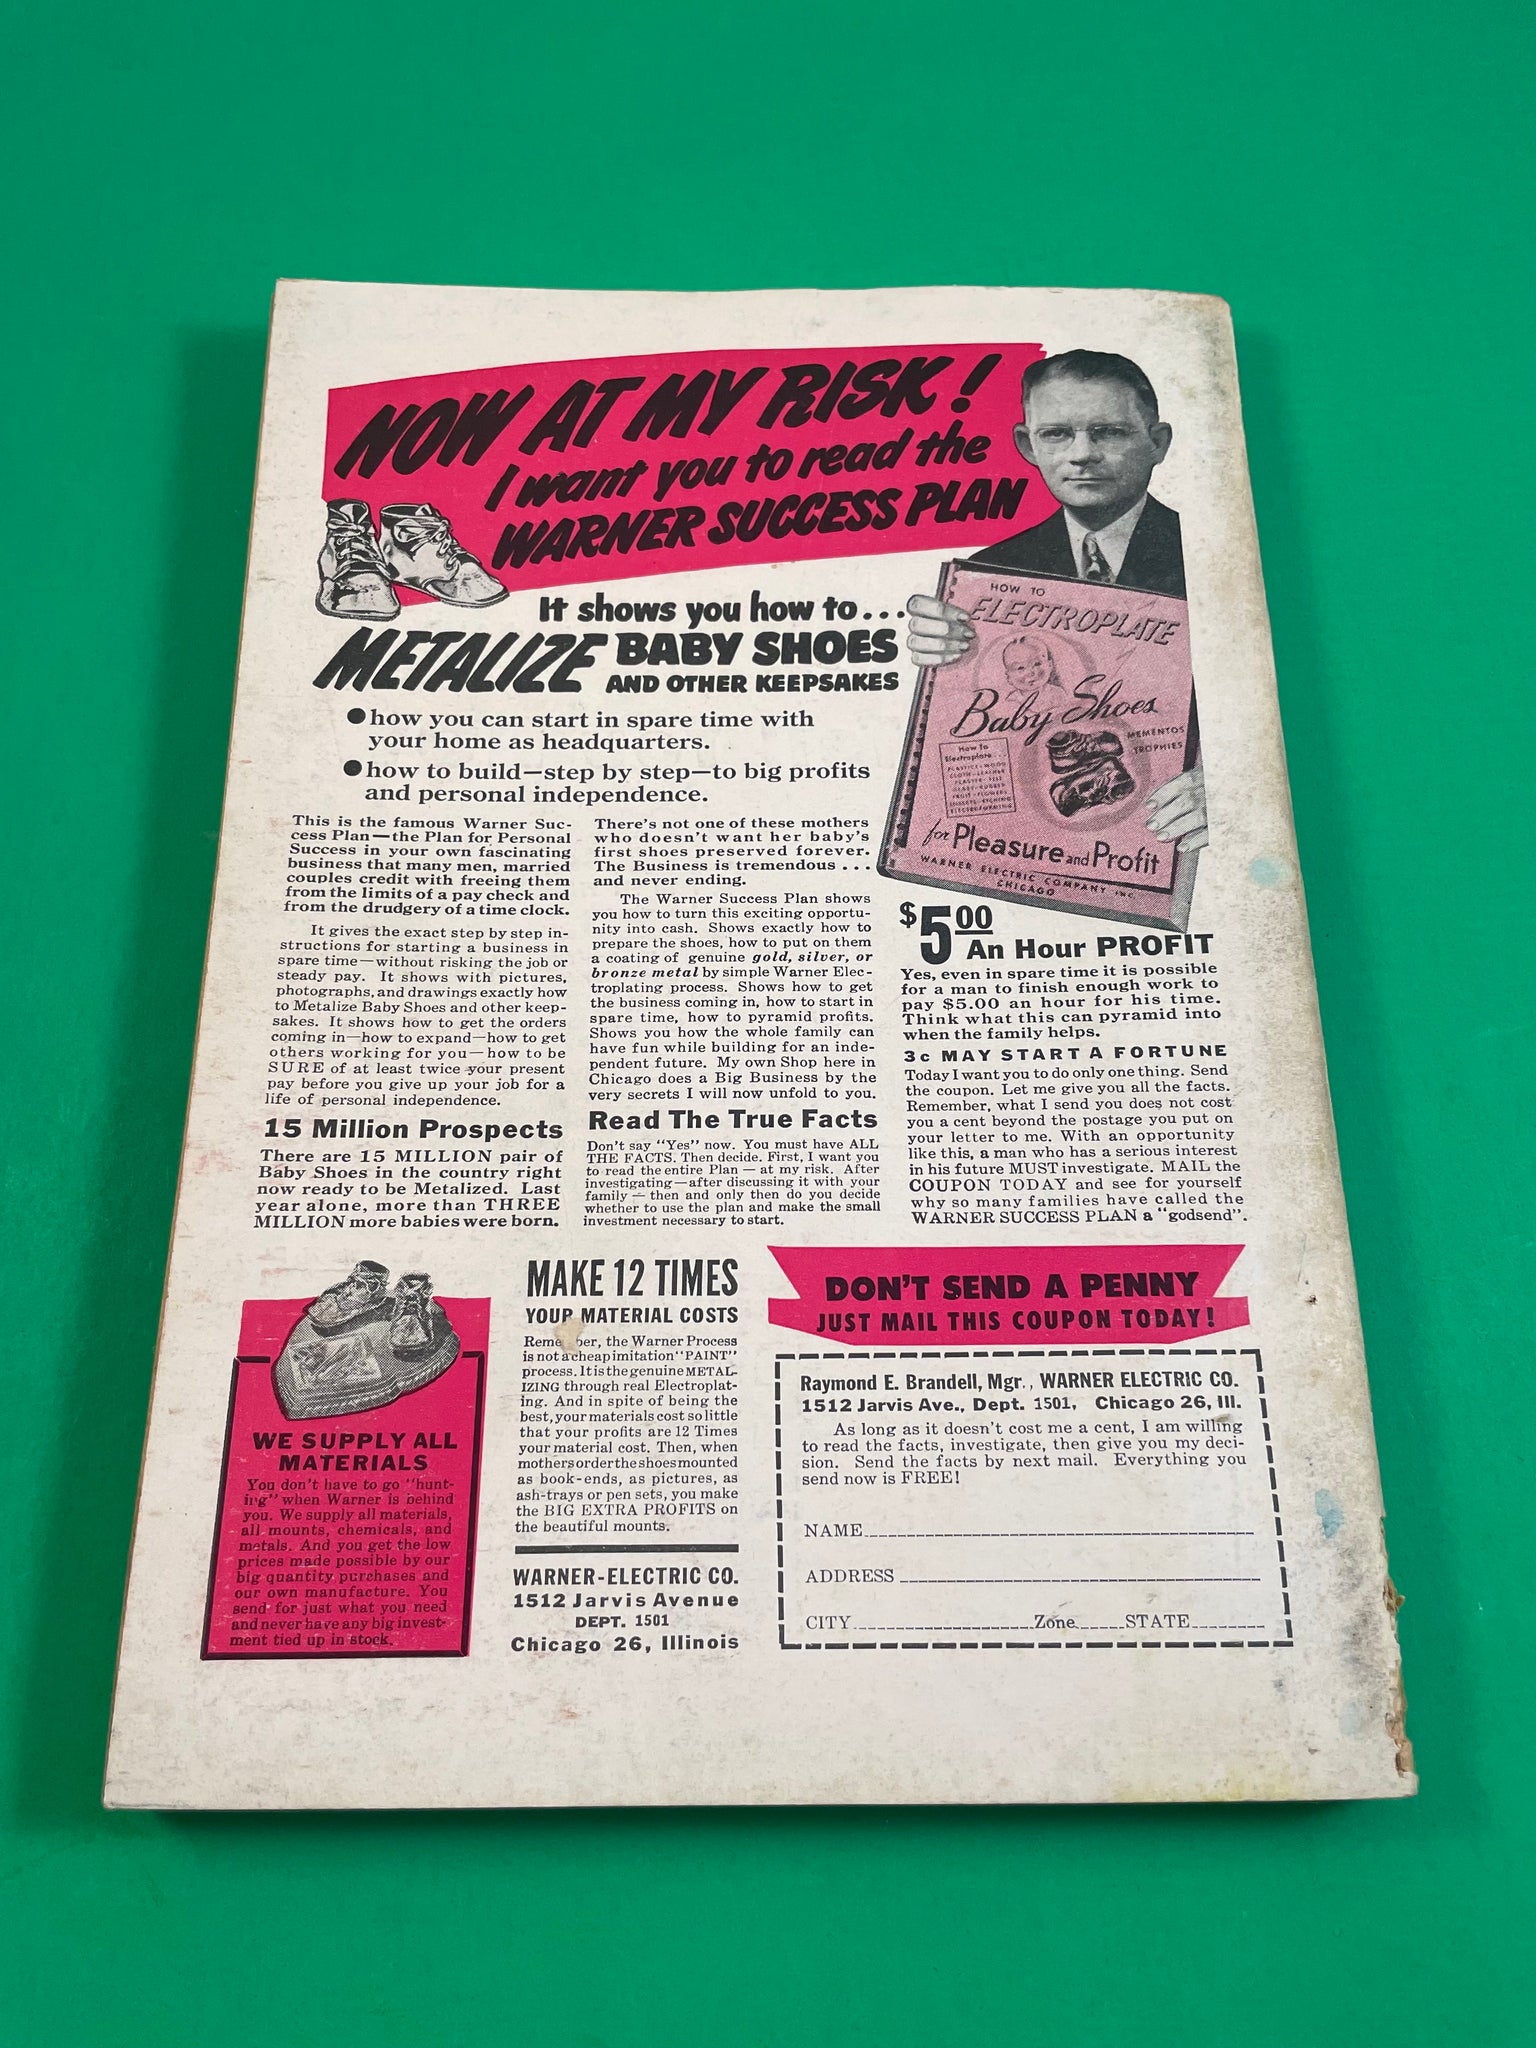 NOW AT MY RISK!
I want you to read the
WARNER SUCCESS PLAN
It shows you how to...
METALIZE BABY SHOES
AND OTHER KEEPSAKES
●how you can start in spare time with
your home as headquarters.
●how to build—step by step—to big profits
and personal independence.
HOW TO
ELECTROPLATE
Baby Shoes
MEMENTOS
TROPHIES
How to
Electroplate...
PLASTICS-WOOD
CLOTH-LEATHER
for Pleasure and Profit
WARNER ELECTRIC COMPANY INC.
CHICAGO
This is the famous Warner Suc-
cess Plan—the Plan for Personal
Success in your own fascinating
business that many men, married
couples credit with freeing them
from the limits of a pay check and
from the drudgery of a time clock.
It gives the exact step by step in-
structions for starting a business in
spare time—without risking the job or
steady pay. It shows with pictures,
photographs, and drawings exactly how
to Metalize Baby Shoes and other keep-
sakes. It shows how to get the orders
coming in—how to expand—how to get
others working for you—how to be
SURE of at least twice your present
pay before you give up your job for a
life of personal independence.
15 Million Prospects
There are 15 MILLION pair of
Baby Shoes in the country right
now ready to be Metalized. Last
year alone, more than THREE
MILLION more babies were born.
There's not one of these mothers
who doesn't want her baby's
first shoes preserved forever.
The Business is tremendous . . .
and never ending.
The Warner Success Plan shows
you how to turn this exciting opportu-
nity into cash. Shows exactly how to
prepare the shoes, how to put on them
a coating of genuine gold, silver, or
bronze metal by simple Warner Elec-
troplating process. Shows how to get
the business coming in, how to start in
spare time, how to pyramid profits.
Shows you how the whole family can
have fun while building for an inde-
pendent future. My own Shop here in
Chicago does a Big Business by the
very secrets I will now unfold to you.
Read The True Facts
Don't say "Yes" now. You must have ALL
THE FACTS. Then decide. First, I want you
to read the entire Plan — at my risk. After
investigating—after discussing it with your
family — then and only then do you decide
whether to use the plan and make the small
investment necessary to start.
$5.00
An Hour PROFIT
Yes, even in spare time it is possible
for a man to finish enough work to
pay $5.00 an hour for his time.
Think what this can pyramid into
when the family helps.
3c MAY START A FORTUNE
Today I want you to do only one thing. Send
the coupon. Let me give you all the facts.
Remember, what I send you does not cost
you a cent beyond the postage you put on
your letter to me. With an opportunity
like this, a man who has a serious interest
in his future MUST investigate. MAIL the
COUPON TODAY and see for yourself
why so many families have called the
WARNER SUCCESS PLAN a "godsend".
WE SUPPLY ALL
MATERIALS
You don't have to go "hunt-
ing" when Warner is behind
you. We supply all materials,
all mounts, chemicals, and
metals. And you get the low
prices made possible by our
big quantity purchases and
our own manufacture. You
send for just what you need
and never have any big invest-
ment tied up in stock.
MAKE 12 TIMES
YOUR MATERIAL COSTS
Remember, the Warner Process
is not a cheap imitation "PAINT"
process. It is the genuine METAL-
IZING through real Electroplat-
ing. And in spite of being the
best, your materials cost so little
that your profits are 12 Times
your material cost. Then, when
mothers order the shoes mounted
as book-ends, as pictures, as
ash-trays or pen sets, you make
the BIG EXTRA PROFITS on
the beautiful mounts.
WARNER-ELECTRIC CO.
1512 Jarvis Avenue
DEPT. 1501
Chicago 26, Illinois
DON'T SEND A PENNY
JUST MAIL THIS COUPON TODAY!
Raymond E. Brandell, Mgr., WARNER ELECTRIC CO.
1512 Jarvis Ave., Dept. 1501, Chicago 26, Ill.
As long as it doesn't cost me a cent, I am willing
to read the facts, investigate, then give you my deci-
sion. Send the facts by next mail. Everything you
send now is FREE!
NAME
ADDRESS
CITY Zone STATE